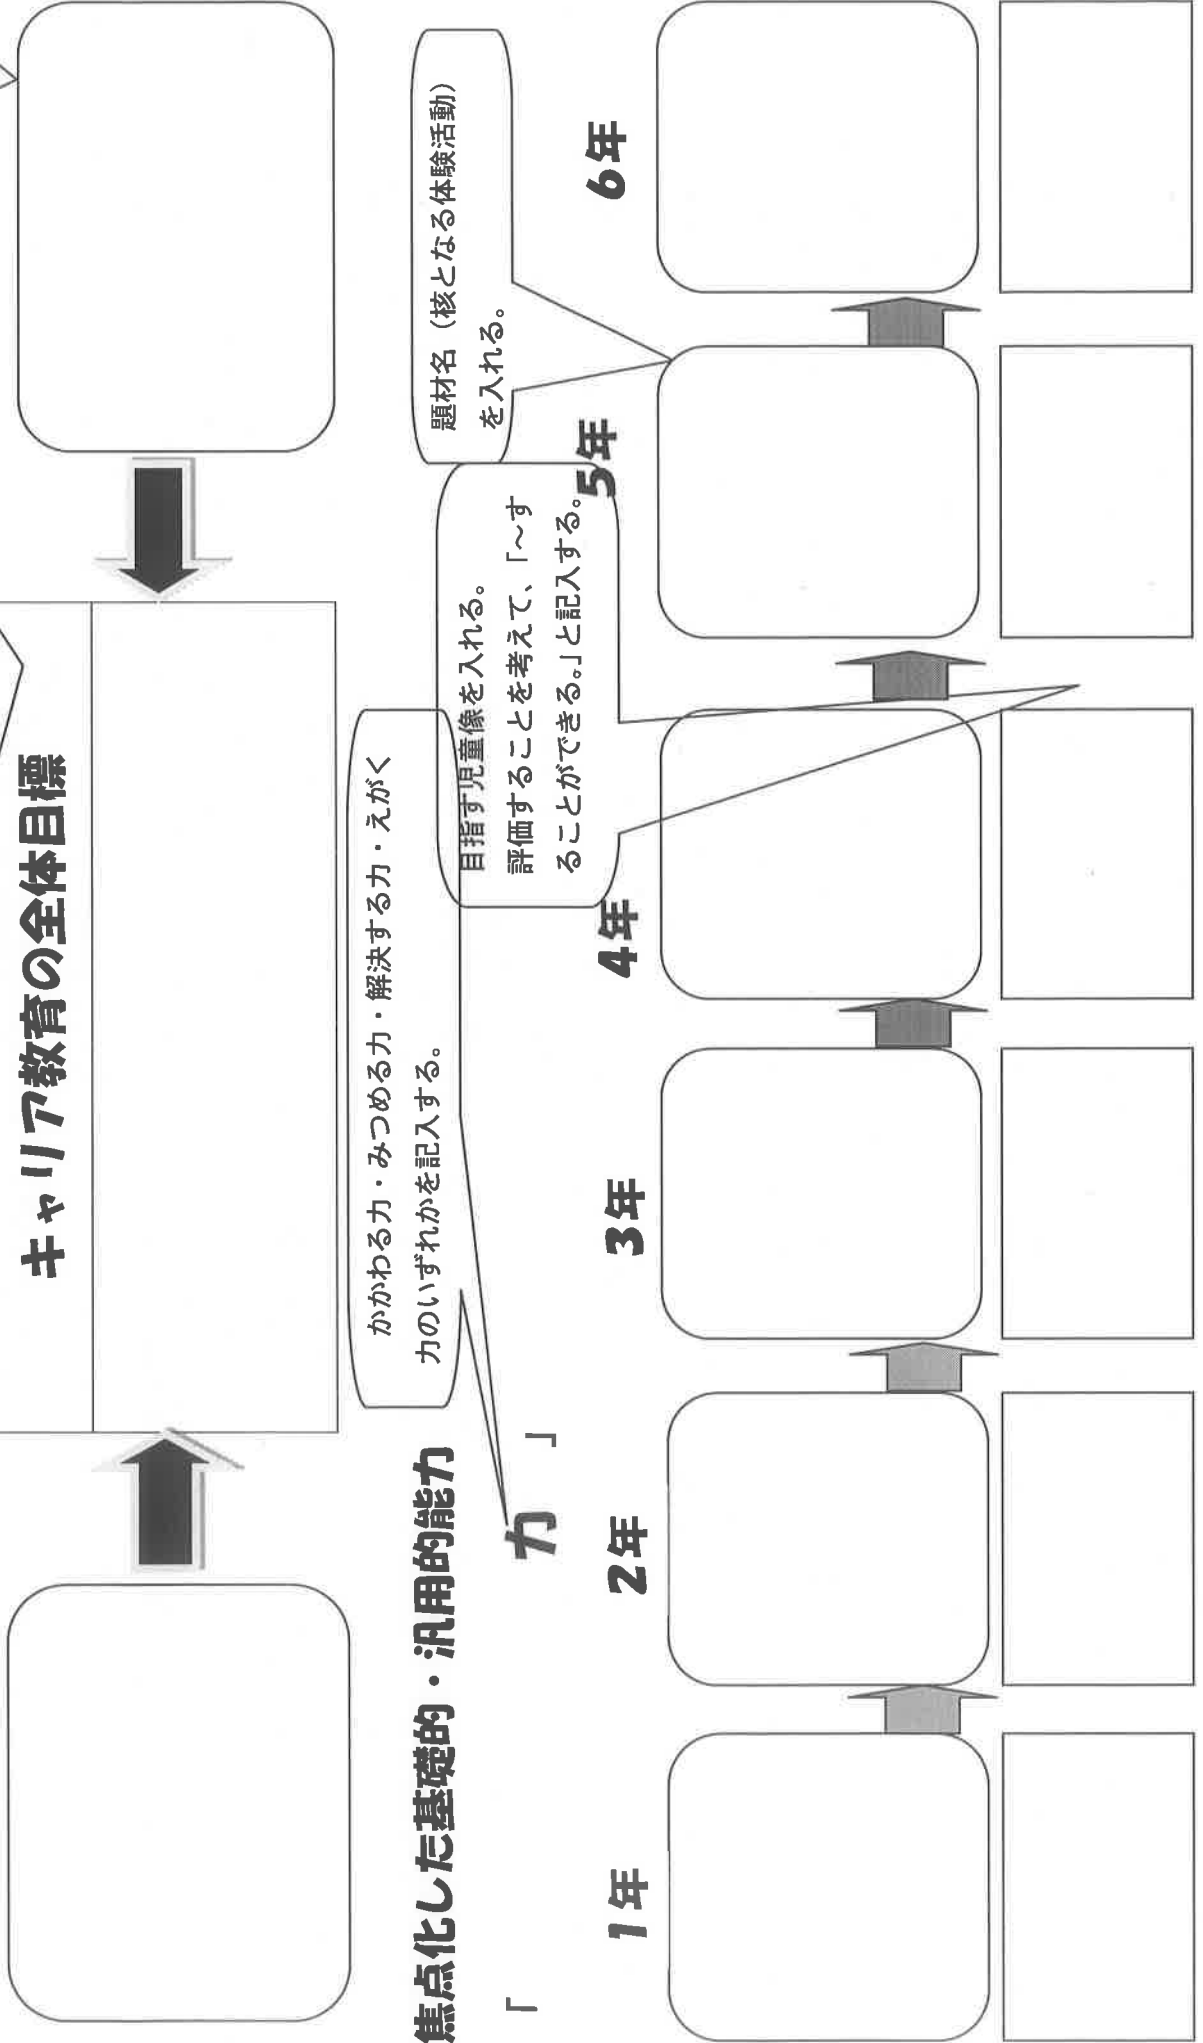 キャリア教育の全体目標
かかわる力・みつめる力・解決する力・えがく
力のいずれかを記入する。
焦点化した基礎的・汎用的能力
「　　　力　」
題材名（核となる体験活動）
を入れる。
目指す児童像を入れる。
評価することを考えて、「～す
ることができる。」と記入する。
1年
2年
3年
4年
5年
6年